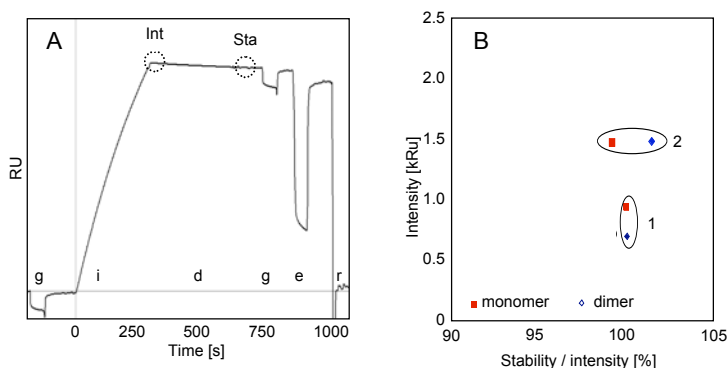 A
Int
Sta
RU
g i d g e r
0 250 500 750 1000
Time [s]
B
2.5
2.0
1.5
1.0
0.5
0
Intensity [kRu]
2
1
monomer dimer
90 95 100 105
Stability / intensity [%]